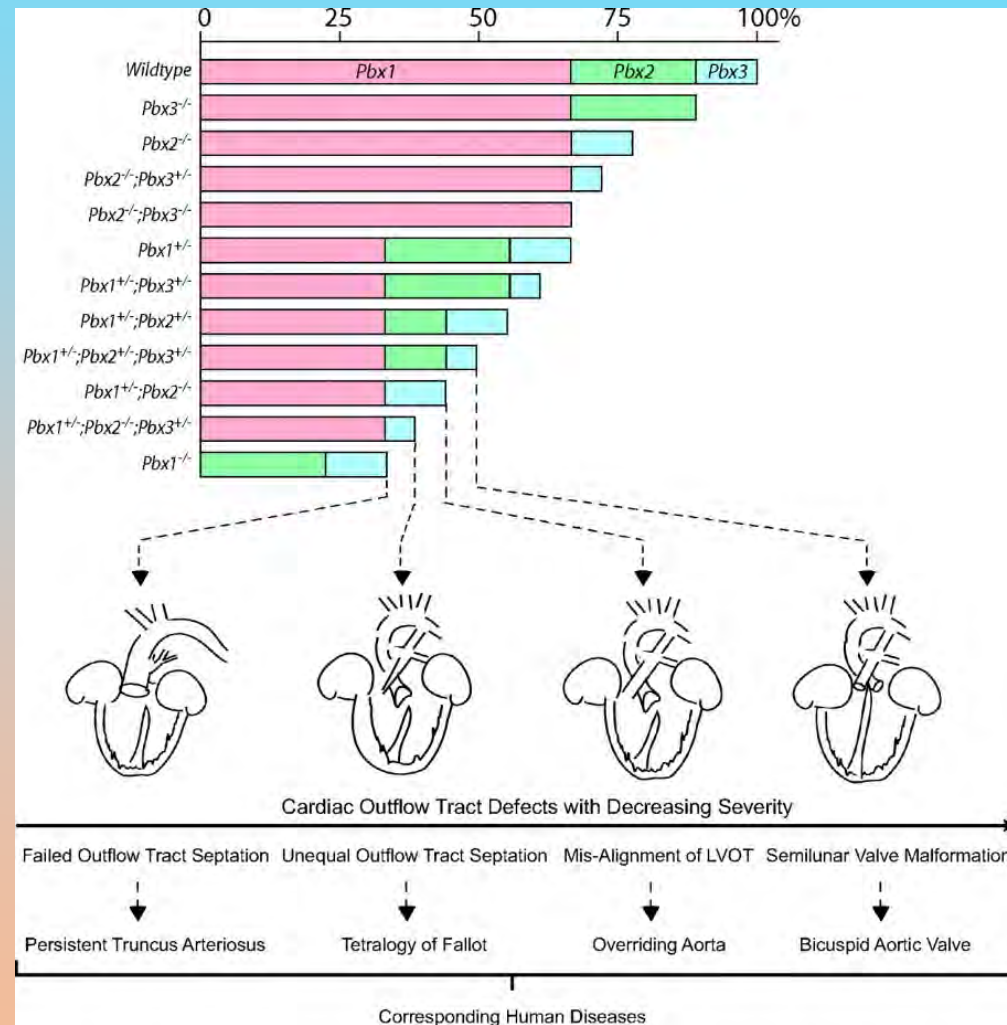 0 25 50 75 100%
Wildtype Pbx1 Pbx2 Pbx3
Pbx3-/-
Pbx2-/-
Pbx2-/-;Pbx3+/-
Pbx2-/-;Pbx3-/-
Pbx1+/-
Pbx1+/-;Pbx3+/-
Pbx1+/-;Pbx2+/-
Pbx1+/-;Pbx2+/-;Pbx3+/-
Pbx1+/-;Pbx2-/-
Pbx1+/-;Pbx2-/-;Pbx3+/-
Pbx1-/-
Cardiac Outflow Tract Defects with Decreasing Severity
Failed Outflow Tract Septation Unequal Outflow Tract Septation Mis-Alignment of LVOT Semilunar Valve Malformation
Persistent Truncus Arteriosus Tetralogy of Fallot Overriding Aorta Bicuspid Aortic Valve
Corresponding Human Diseases